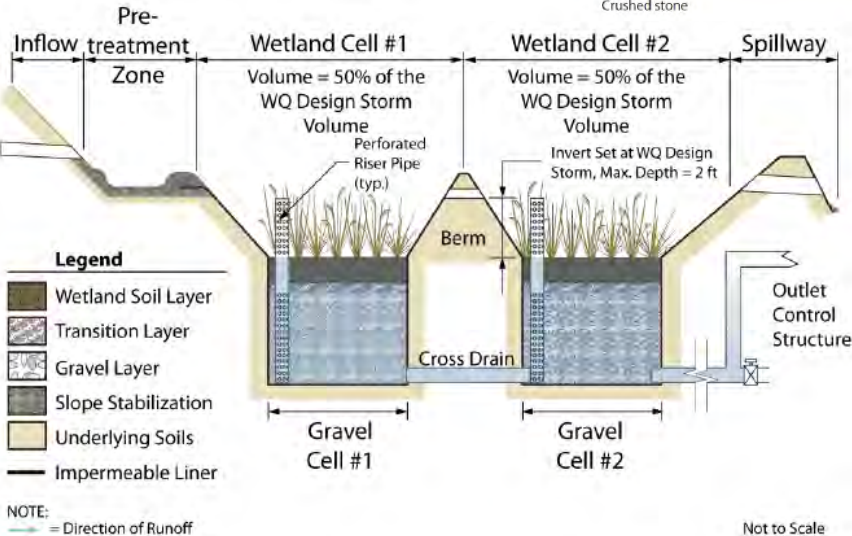 Crushed stone
Inflow
Pre-
treatment
Zone
Wetland Cell #1
Wetland Cell #2
Spillway
Volume = 50% of the
WQ Design Storm
Volume
Volume = 50% of the
WQ Design Storm
Volume
Perforated
Riser Pipe
(typ.)
Invert Set at WQ Design
Storm, Max. Depth = 2 ft
Berm
Legend
Wetland Soil Layer
Transition Layer
Gravel Layer
Slope Stabilization
Underlying Soils
Impermeable Liner
Outlet
Control
Structure
Cross Drain
Gravel
Cell #1
Gravel
Cell #2
NOTE:
= Direction of Runoff
Not to Scale